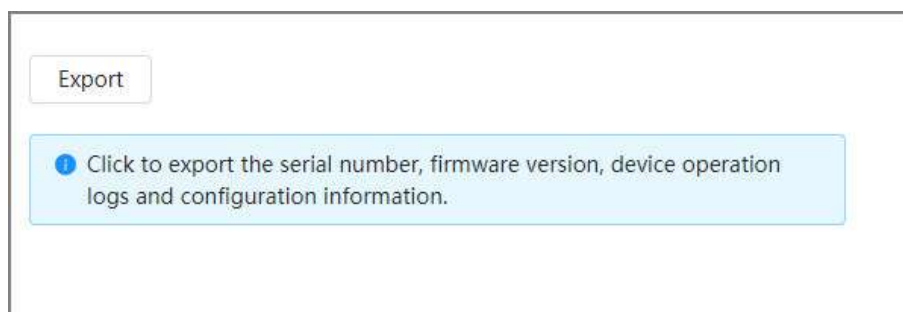 Export
Click to export the serial number, firmware version, device operation
logs and configuration information.